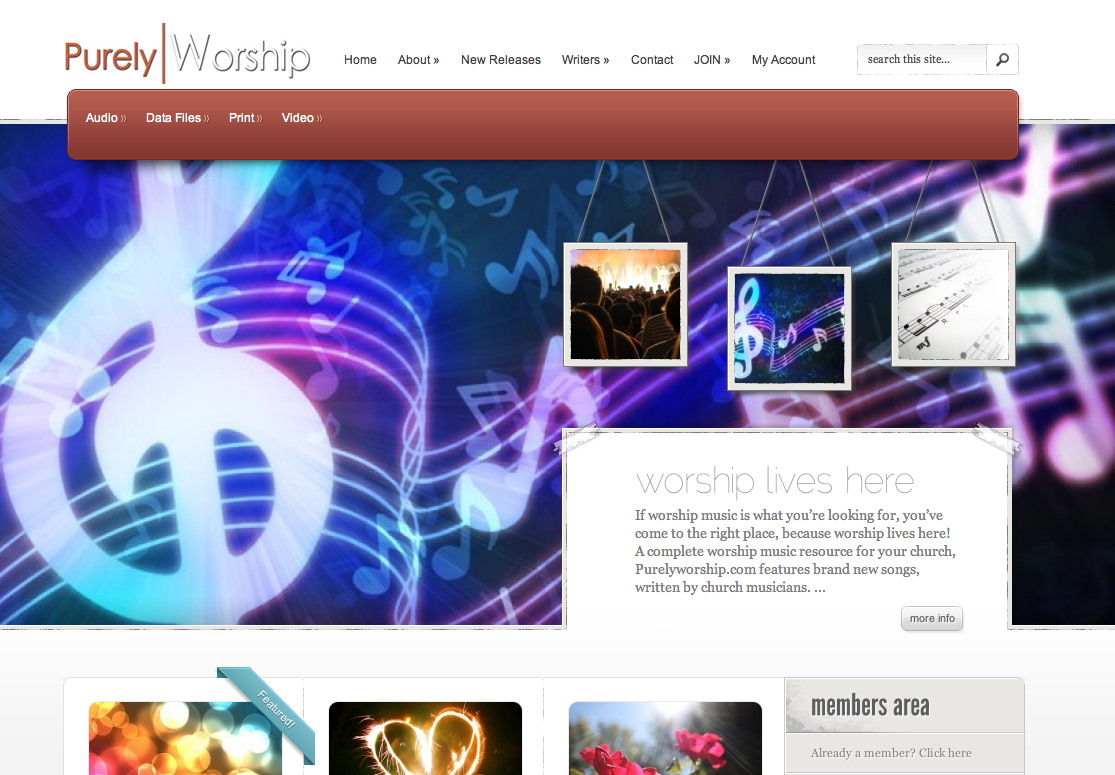 Purely|Worship
Home About » New Releases Writers » Contact JOIN » My Account
search this site...
Audio » Data Files » Print » Video »
worship lives here
If worship music is what you’re looking for, you’ve
come to the right place, because worship lives here!
A complete worship music resource for your church,
Purelyworship.com features brand new songs,
written by church musicians. ...
more info
Featured!
members area
Already a member? Click here